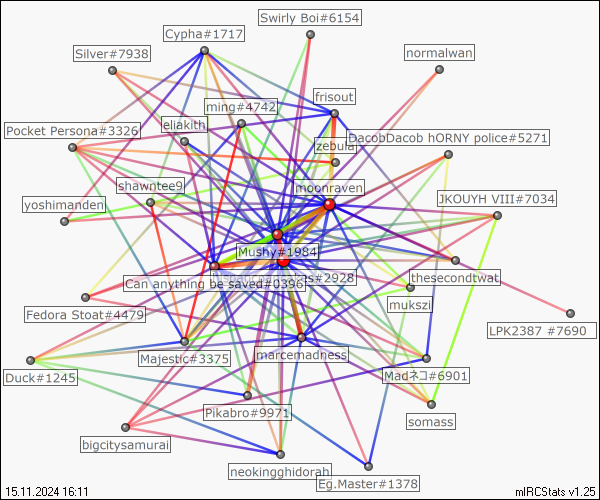 Swirly Boi#6154
Cypha#1717
Silver#7938
normalwan
frisout
ming#4742
eliakith
Pocket Persona#3326
DacobDacob hORNY police#5271
zebula
shawntee9
moonraven
JKOUYH VIII#7034
yoshimanden
Mushy#1984
thesecondtwat
Can anything be saved#0396
es#2928
mukszi
Fedora Stoat#4479
LPK2387 #7690
Majestic#3375
marcemadness
Duck#1245
Madネコ#6901
Pikabro#9971
somass
bigcitysamurai
neokingghidorah
Eg.Master#1378
15.11.2024 16:11
mIRCStats v1.25